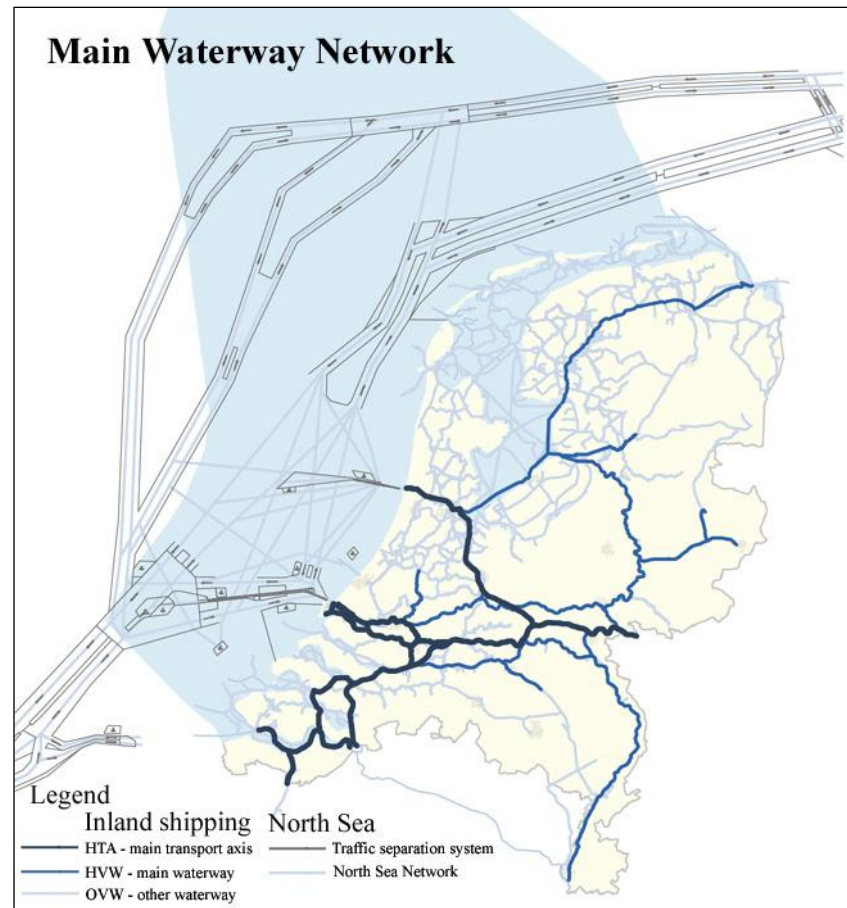 Main Waterway Network
Legend
Inland shipping
HTA - main transport axis
HVW - main waterway
OVW - other waterway
North Sea
Traffic separation system
North Sea Network